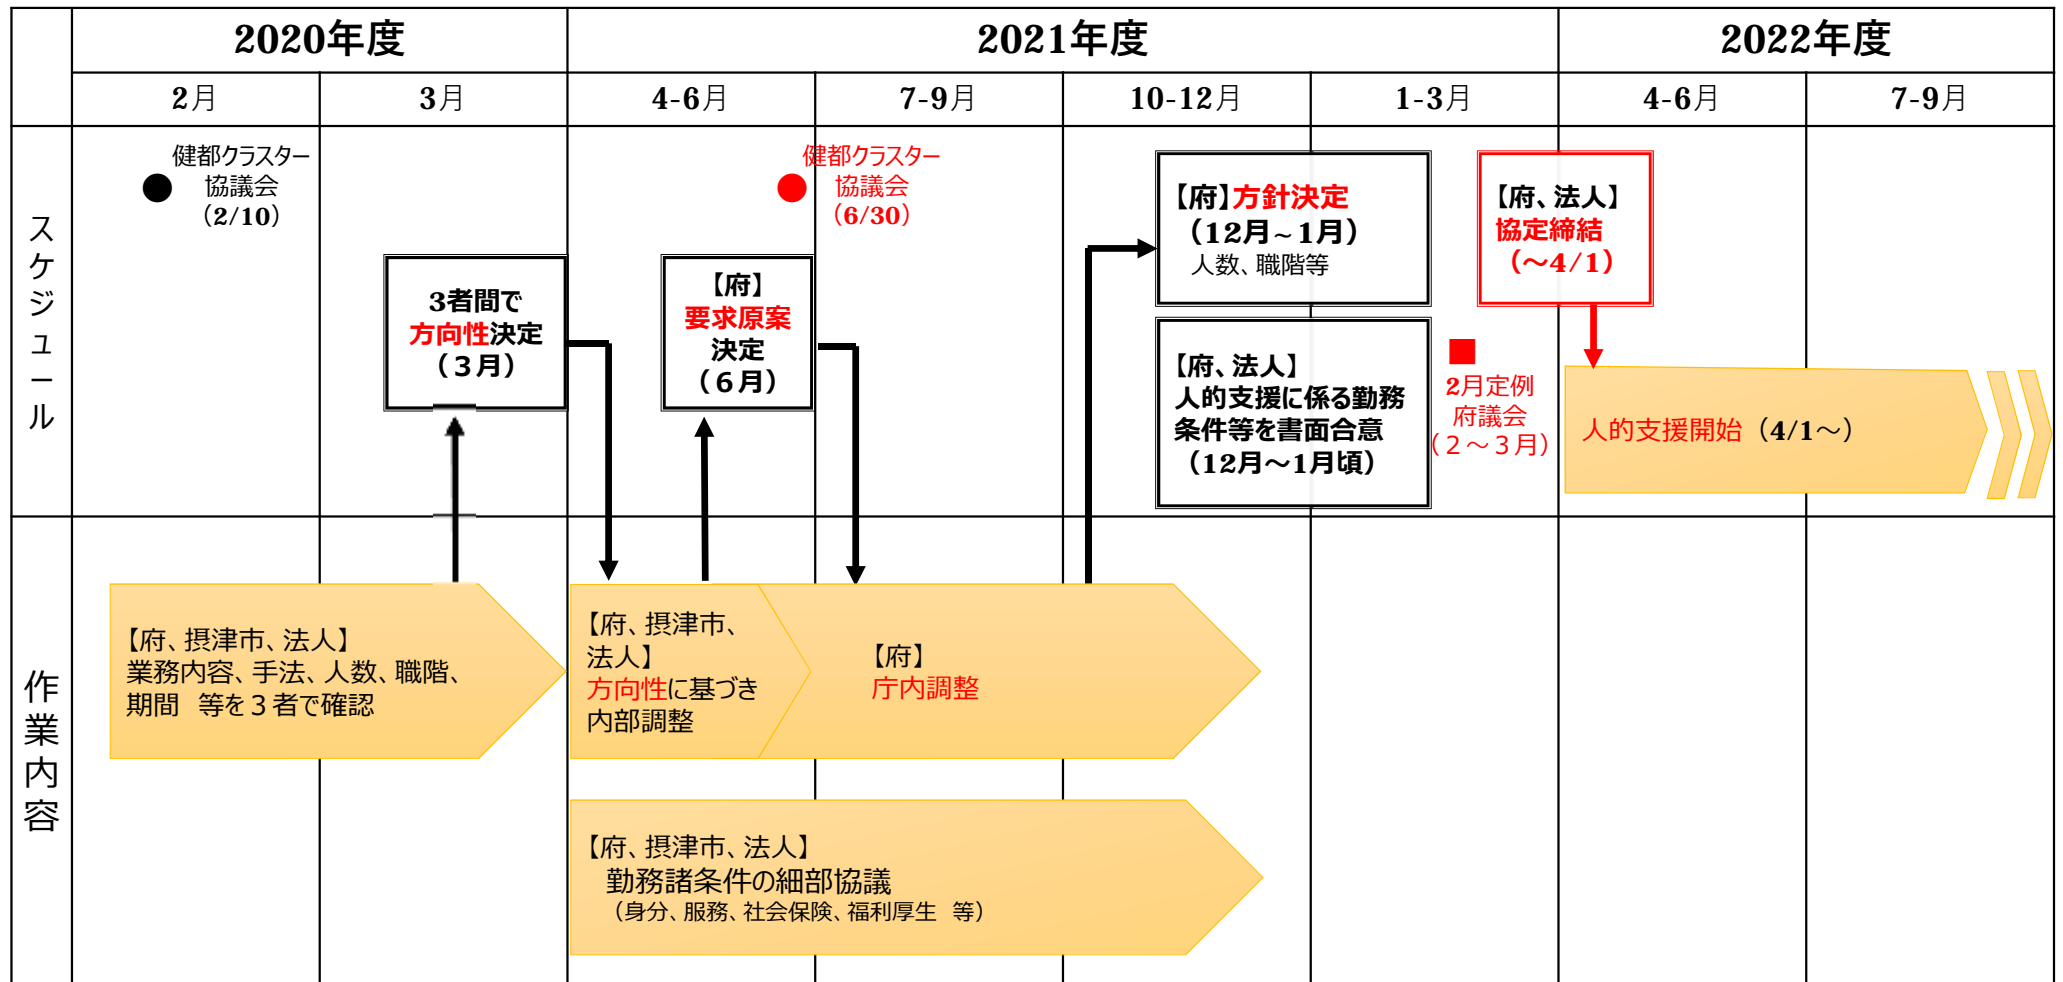 2020年度
2021年度
2022年度
2月
3月
4-6月
7-9月
10-12月
1-3月
4-6月
7-9月
スケジュール
健都クラスター
協議会
（2/10）
3者間で
方向性決定
（３月）
【府】
要求原案
決定
（６月）
健都クラスター
協議会
（6/30）
【府】方針決定
（12月～1月）
人数、職階等
【府、法人】
人的支援に係る勤務
条件等を書面合意
（12月～1月頃）
2月定例
府議会
（２～３月）
【府、法人】
協定締結
（～4/1）
人的支援開始（4/1～）
作業内容
【府、摂津市、法人】
業務内容、手法、人数、職階、
期間　等を３者で確認
【府、摂津市、
法人】
方向性に基づき
内部調整
【府】
庁内調整
【府、摂津市、法人】
勤務諸条件の細部協議
（身分、服務、社会保険、福利厚生　等）